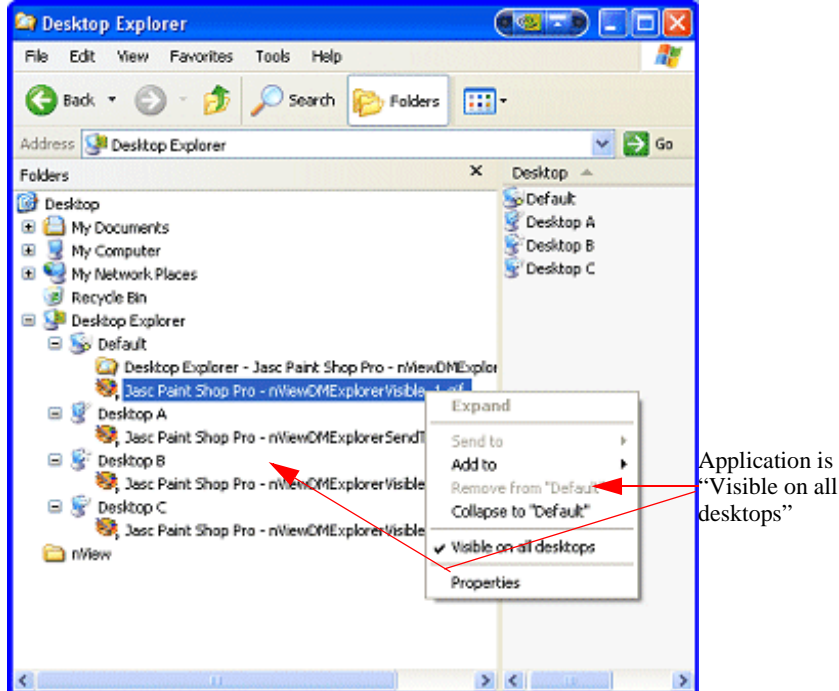 Desktop Explorer
File Edit View Favorites Tools Help
Back Search Folders
Address Desktop Explorer Go
Folders x Desktop
Desktop
My Documents
My Computer
My Network Places
Recycle Bin
Desktop Explorer
Default
Desktop Explorer - Jasc Paint Shop Pro - nViewDMExplor
Jasc Paint Shop Pro - nViewDMExplorerVisible_1.gif
Desktop A
Jasc Paint Shop Pro - nViewDMExplorerSendT
Desktop B
Jasc Paint Shop Pro - nViewDMExplorerVisible
Desktop C
Jasc Paint Shop Pro - nViewDMExplorerVisible
nView
Default
Desktop A
Desktop B
Desktop C
Expand
Send to
Add to
Remove from "Default"
Collapse to "Default"
Visible on all desktops
Properties
Application is
“Visible on all
desktops”